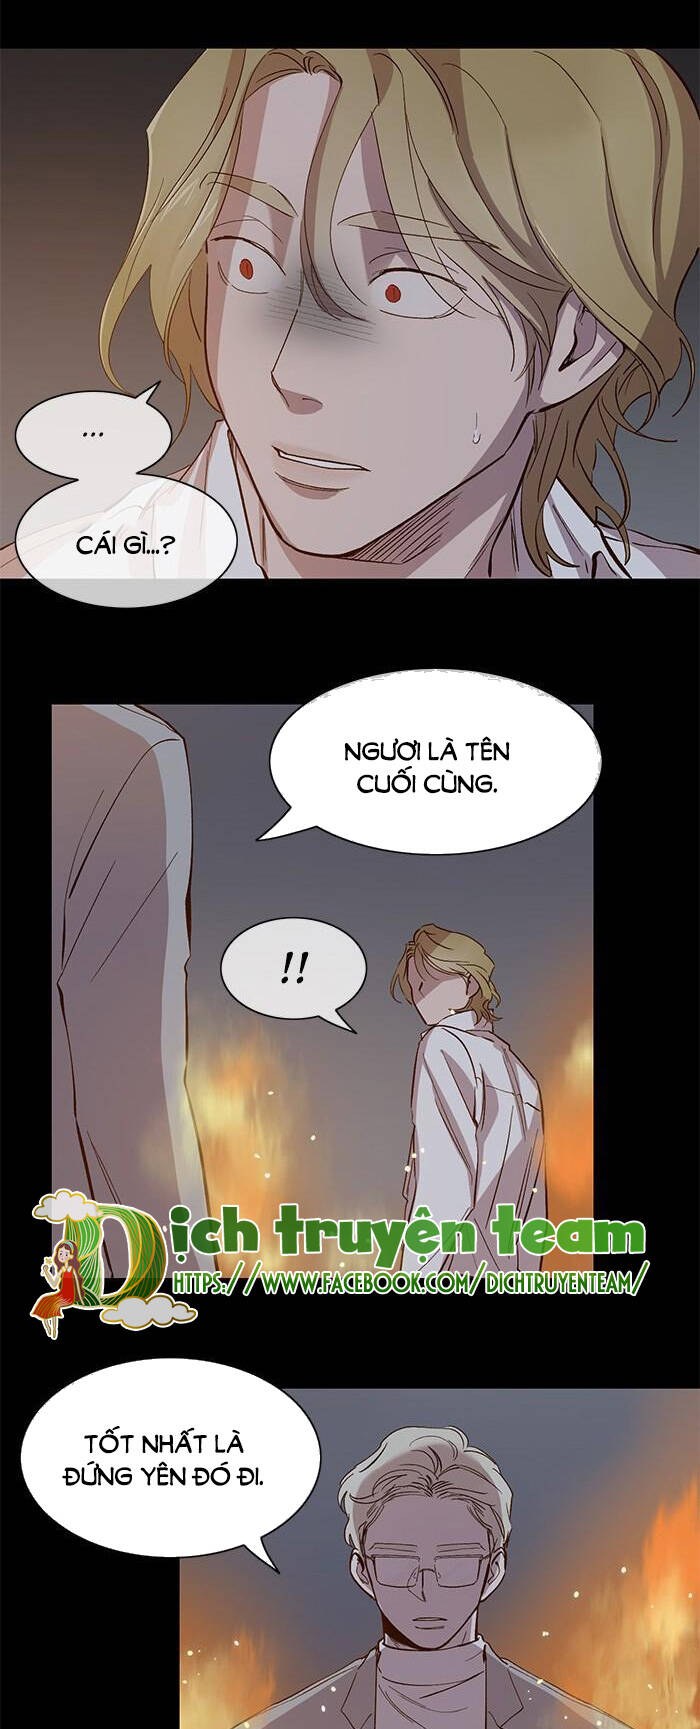 ...
CÁI GÌ...?
NGƯƠI LÀ TÊN
CUỐI CÙNG.
!!
Dịch truyện team
HTTPS://WWW.FACEBOOK.COM/DICHTRUYENTEAM/
TỐT NHẤT LÀ
ĐỨNG YÊN ĐÓ ĐI.